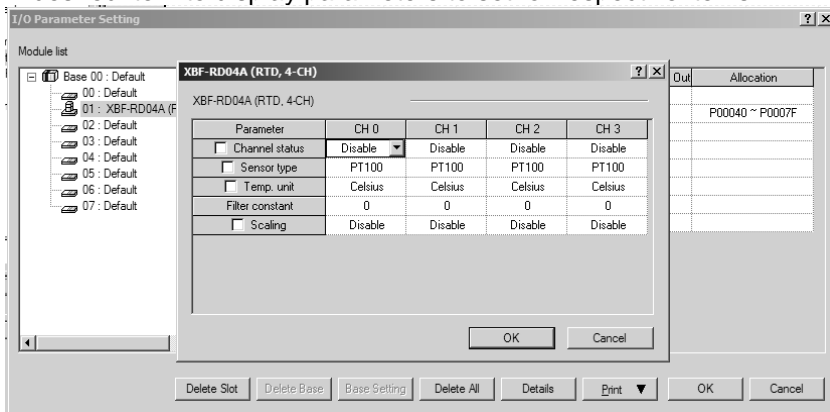 I/O Parameter Setting
Module list
Base 00 : Default
00 : Default
01 : XBF-RD04A (F
02 : Default
03 : Default
04 : Default
05 : Default
06 : Default
07 : Default
Out Allocation
P00040 ~ P0007F
XBF-RD04A (RTD, 4-CH)
XBF-RD04A (RTD, 4-CH)
Parameter CH 0 CH 1 CH 2 CH 3
Channel status Disable Disable Disable Disable
Sensor type PT100 PT100 PT100 PT100
Temp. unit Celsius Celsius Celsius Celsius
Filter constant 0 0 0 0
Scaling Disable Disable Disable Disable
OK Cancel
Delete Slot Delete Base Base Setting Delete All Details Print ▼ OK Cancel